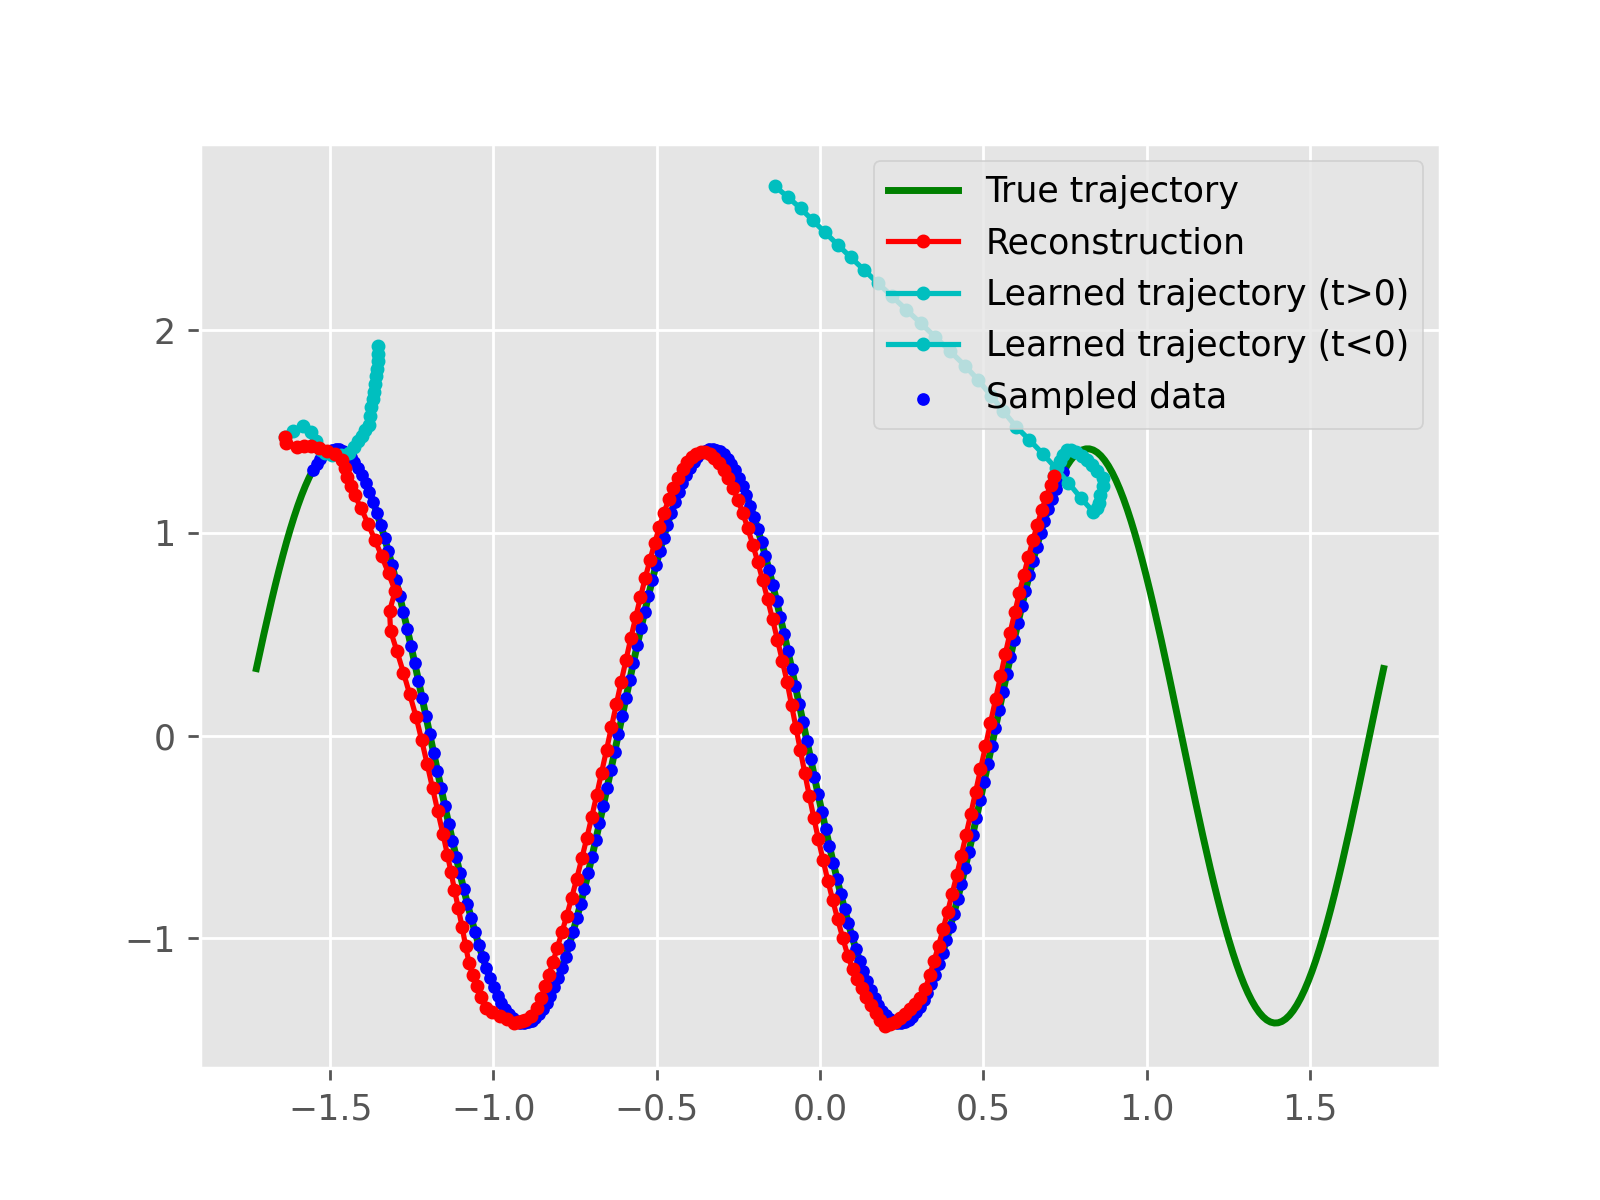 True trajectory
Reconstruction
Learned trajectory (t>0)
Learned trajectory (t<0)
Sampled data
2
1
0
−1
−1.5 −1.0 −0.5 0.0 0.5 1.0 1.5